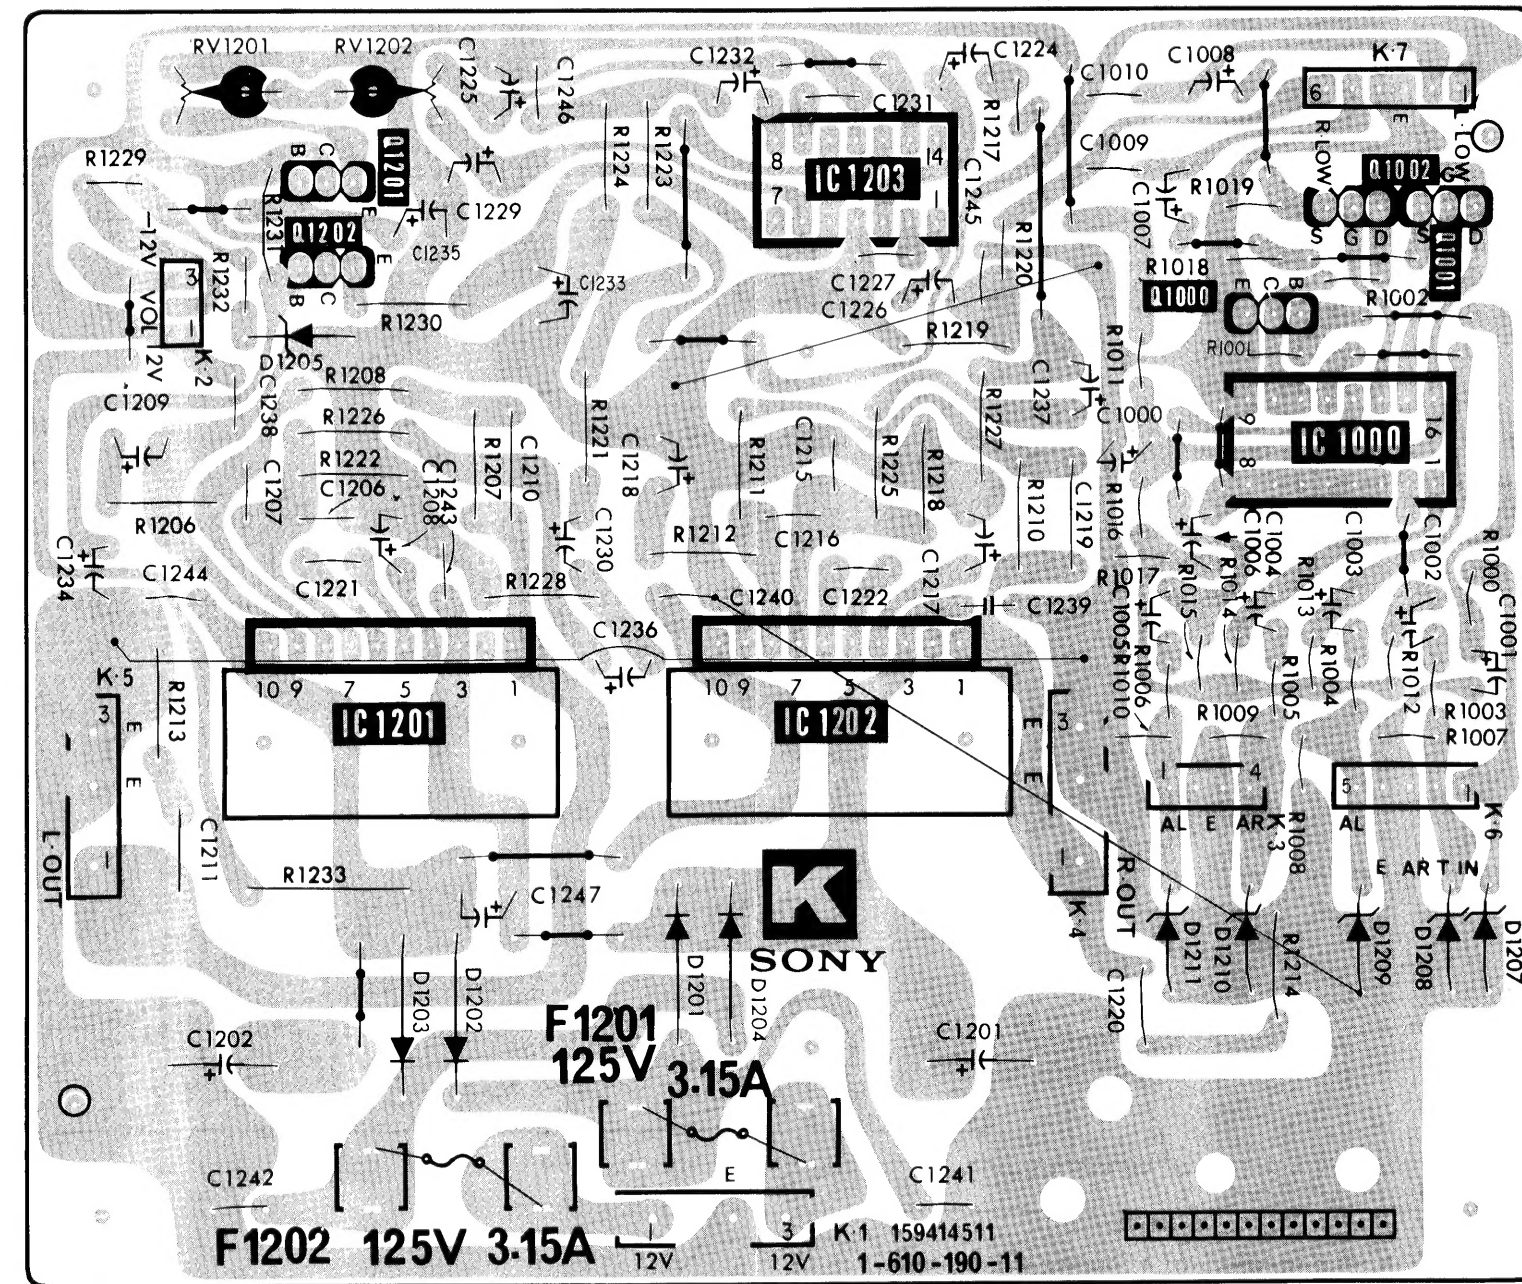 RV1201
RV1202
C1225
C1246
C1232
C1224
C1010
C1008
K·7
6
1
E
R·LOW
L·LOW
R1229
B
C
E
Q1201
R1224
R1223
C1231
8
14
IC1203
7
1
R1217
C1245
C1009
Q1002
C1007
R1019
R1231
Q1202
E
B
C
C1229
C1235
S
G
D
S
G
D
Q1001
-12V
VOL
12V
3
1
K·2
R1232
C1233
R1220
C1227
C1226
R1018
Q1000
E
C
B
R1002
R1230
R1219
R1001
D1205
R1011
R1208
C1209
C1238
R1226
R1227
C1237
C1000
9
16
IC1000
8
1
R1222
C1206
C1207
C1208
C1243
R1207
C1210
R1221
C1218
R1211
C1215
R1225
R1218
R1210
C1219
R1016
R1206
C1234
C1244
C1221
R1228
C1230
R1212
C1216
C1240
C1222
C1217
C1239
R1017
C1005
R1015
R1014
C1006
C1004
R1013
C1003
C1002
R1000
C1001
C1236
K·5
3
E
E
1
L·OUT
R1213
10 9 7 5 3 1
IC1201
10 9 7 5 3 1
IC1202
E
3
E
1
K·4
R·OUT
R1006
R1010
R1009
R1005
R1004
R1012
R1003
R1007
1
4
5
1
AL E AR
K·3
R1008
AL
E AR T IN
K·6
C1211
R1233
C1247
K
SONY
D1203
D1202
D1201
D1204
D1211
D1210
R1214
D1209
D1208
D1207
C1220
C1202
F1201
125V
3·15A
C1201
C1242
E
C1241
F1202 125V 3·15A
1
12V
3
12V
K·1 159414511
1-610-190-11